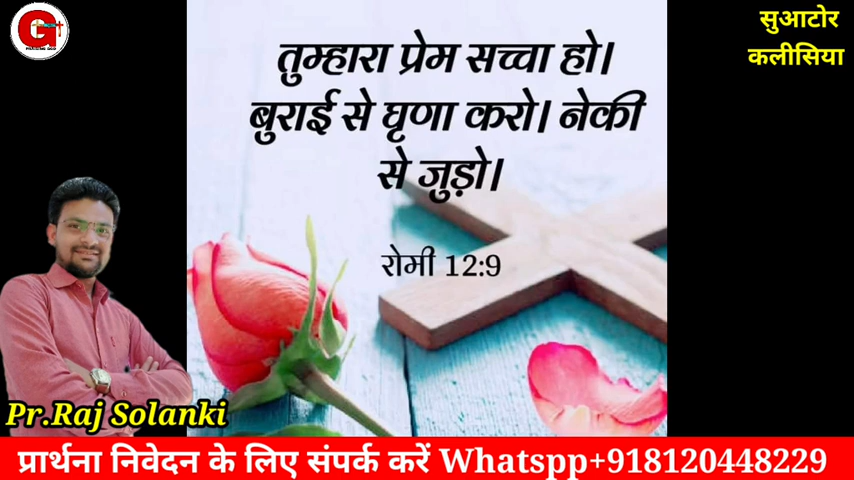 G
सुआटोर
कलीसिया
तुम्हारा प्रेम सच्चा हो।
बुराई से घृणा करो। नेकी
से जुड़ो।
रोमी 12:9
Pr.Raj Solanki
प्रार्थना निवेदन के लिए संपर्क करें Whatspp+918120448229